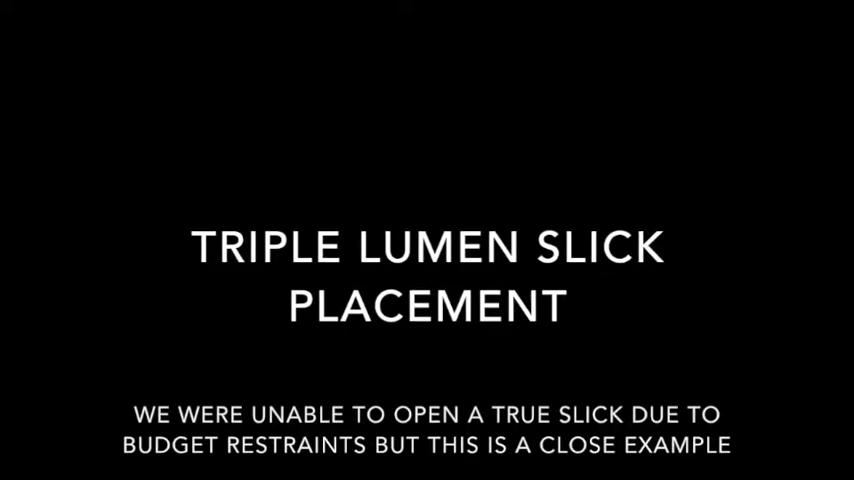 TRIPLE LUMEN SLICK
PLACEMENT
WE WERE UNABLE TO OPEN A TRUE SLICK DUE TO
BUDGET RESTRAINTS BUT THIS IS A CLOSE EXAMPLE